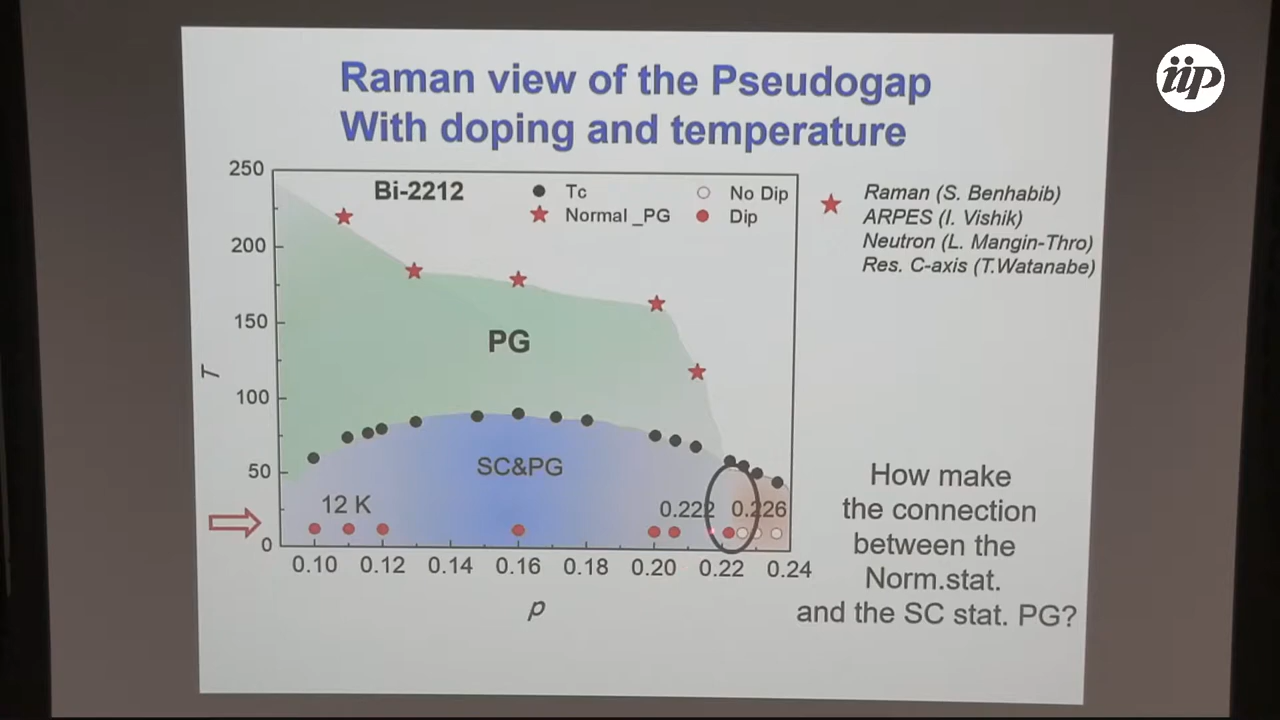 iip
Raman view of the Pseudogap
With doping and temperature
Bi-2212
Tc
No Dip
Normal _PG
Dip
Raman (S. Benhabib)
ARPES (I. Vishik)
Neutron (L. Mangin-Thro)
Res. C-axis (T.Watanabe)
250
200
150
100
50
0
T
PG
SC&PG
12 K
0.222
0.226
0.10 0.12 0.14 0.16 0.18 0.20 0.22 0.24
p
How make
the connection
between the
Norm.stat.
and the SC stat. PG?